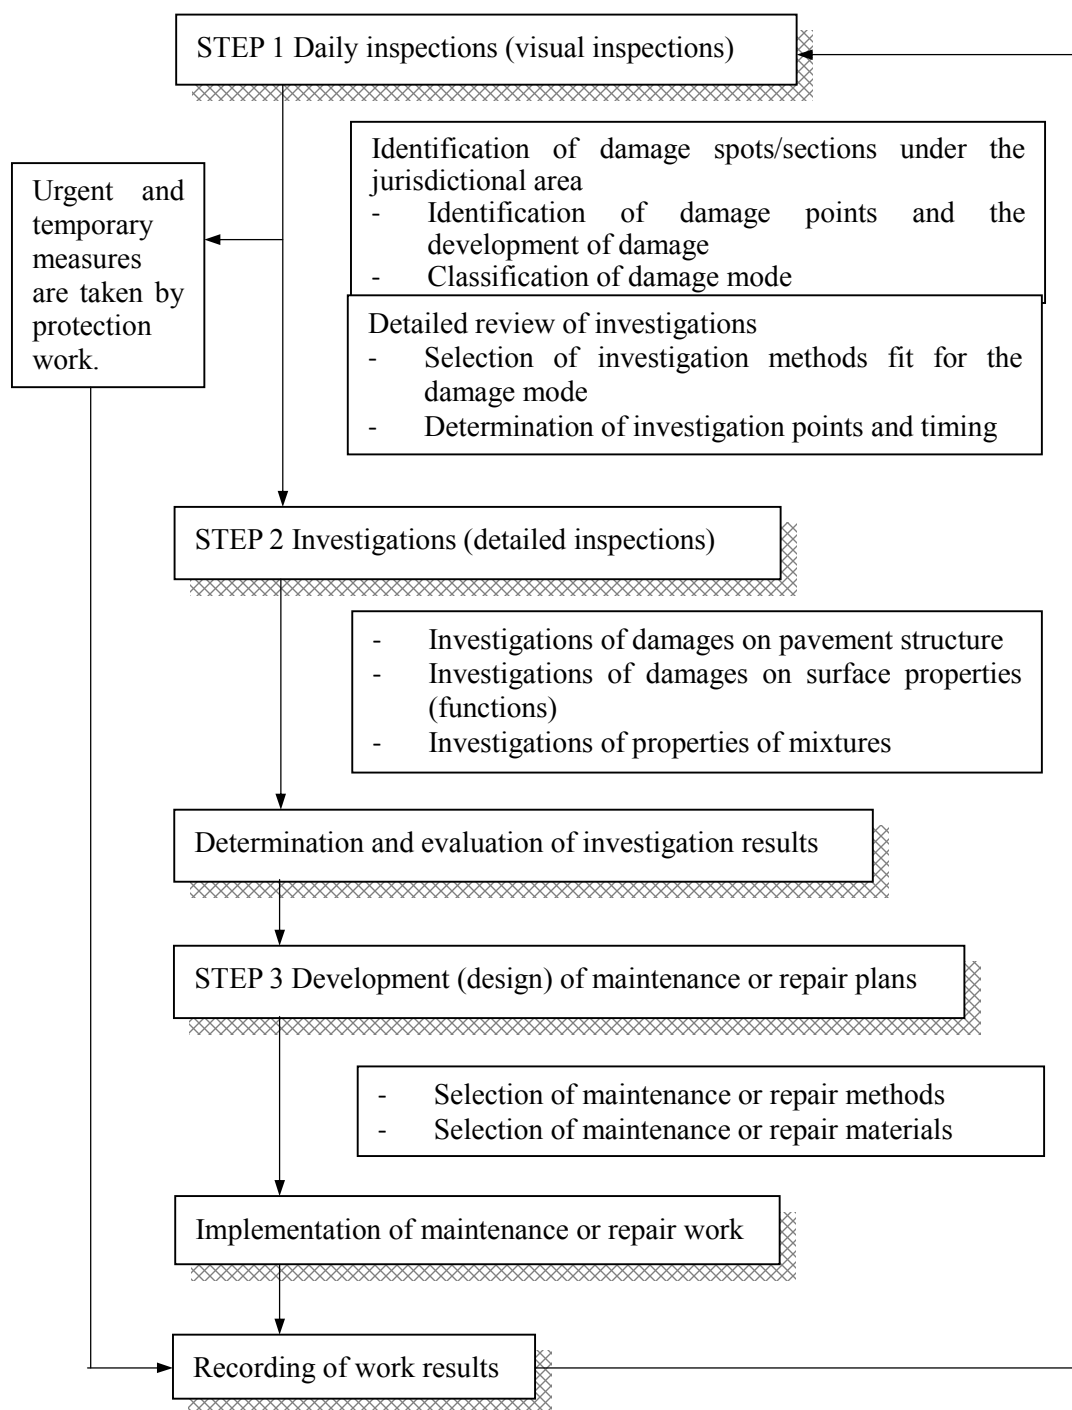 STEP 1 Daily inspections (visual inspections)
Identification of damage spots/sections under the
jurisdictional area
- Identification of damage points and the
development of damage
- Classification of damage mode
Urgent and
temporary
measures
are taken by
protection
work.
Detailed review of investigations
- Selection of investigation methods fit for the
damage mode
- Determination of investigation points and timing
STEP 2 Investigations (detailed inspections)
- Investigations of damages on pavement structure
- Investigations of damages on surface properties
(functions)
- Investigations of properties of mixtures
Determination and evaluation of investigation results
STEP 3 Development (design) of maintenance or repair plans
- Selection of maintenance or repair methods
- Selection of maintenance or repair materials
Implementation of maintenance or repair work
Recording of work results